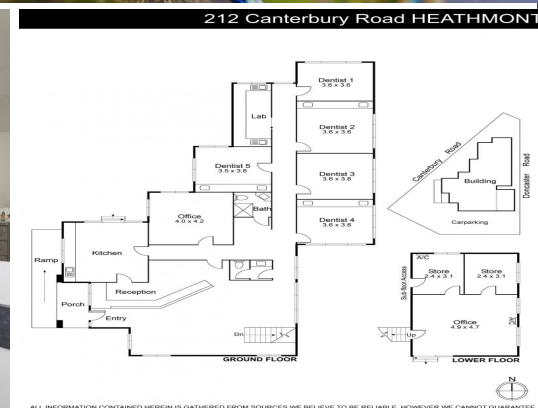 212 Canterbury Road HEATHMONT
Dentist 1
3.6 x 3.6
Lab
Dentist 2
3.6 x 3.6
Dentist 5
3.5 x 3.6
Dentist 3
3.6 x 3.6
Office
4.0 x 4.2
Bath
Dentist 4
3.6 x 3.6
Kitchen
Ramp
Reception
Porch
Entry
Dn
GROUND FLOOR
Canterbury Road
Building
Doncaster Road
Carparking
A/C
Store
2.4 x 3.1
Store
2.4 x 3.1
Sub-floor Access
Office
4.9 x 4.7
Up
LOWER FLOOR
N
ALL INFORMATION CONTAINED HEREIN IS GATHERED FROM SOURCES WE BELIEVE TO BE RELIABLE. HOWEVER WE CANNOT GUARANTEE